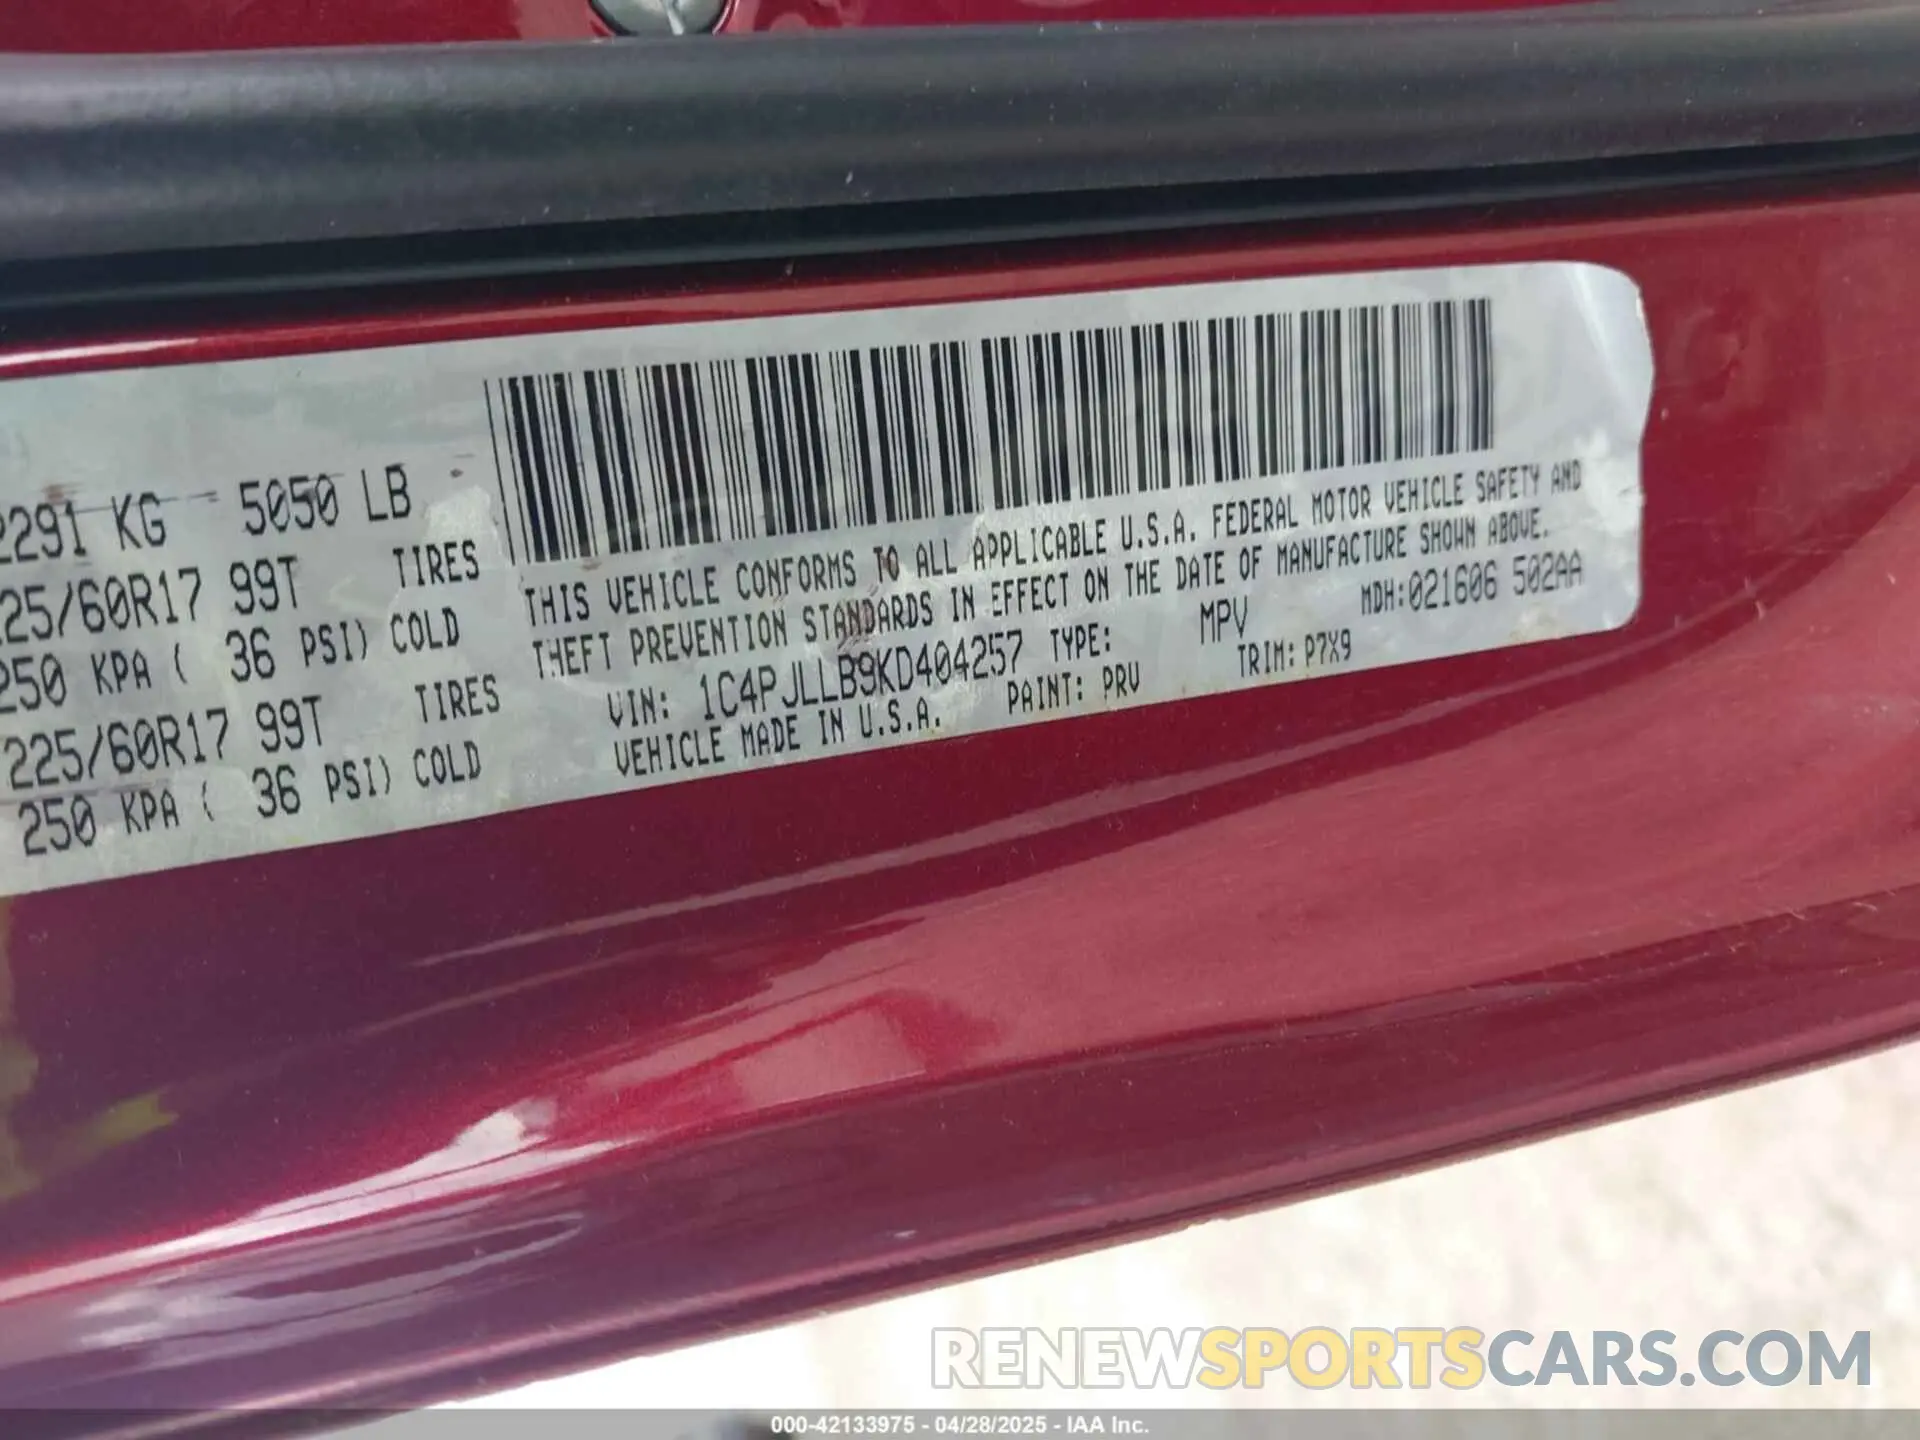 2291 KG 5050 LB
225/60R17 99T TIRES
250 KPA ( 36 PSI) COLD
225/60R17 99T TIRES
250 KPA ( 36 PSI) COLD
THIS VEHICLE CONFORMS TO ALL APPLICABLE U.S.A. FEDERAL MOTOR VEHICLE SAFETY AND
THEFT PREVENTION STANDARDS IN EFFECT ON THE DATE OF MANUFACTURE SHOWN ABOVE.
VIN: 1C4PJLLB9KD404257 TYPE: MPV MDH:021606 502AA
VEHICLE MADE IN U.S.A. PAINT: PRV TRIM: P7X9
RENEWSPORTSCARS.COM
000-42133975 - 04/28/2025 - IAA Inc.